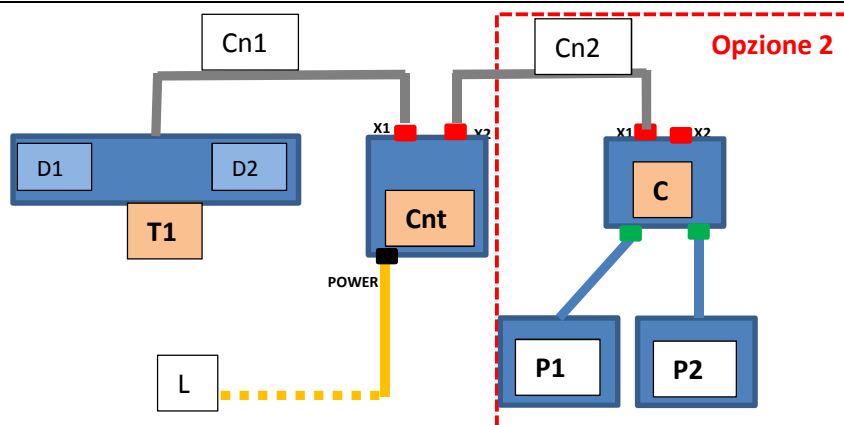 Cn1
Cn2
Opzione 2
X1
X2
X1
X2
D1
D2
Cnt
C
T1
POWER
P1
P2
L